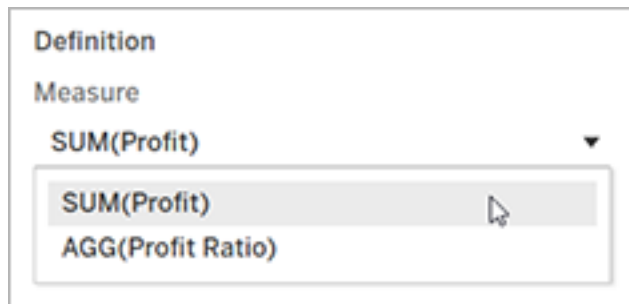 Definition
Measure
SUM(Profit)
SUM(Profit)
AGG(Profit Ratio)